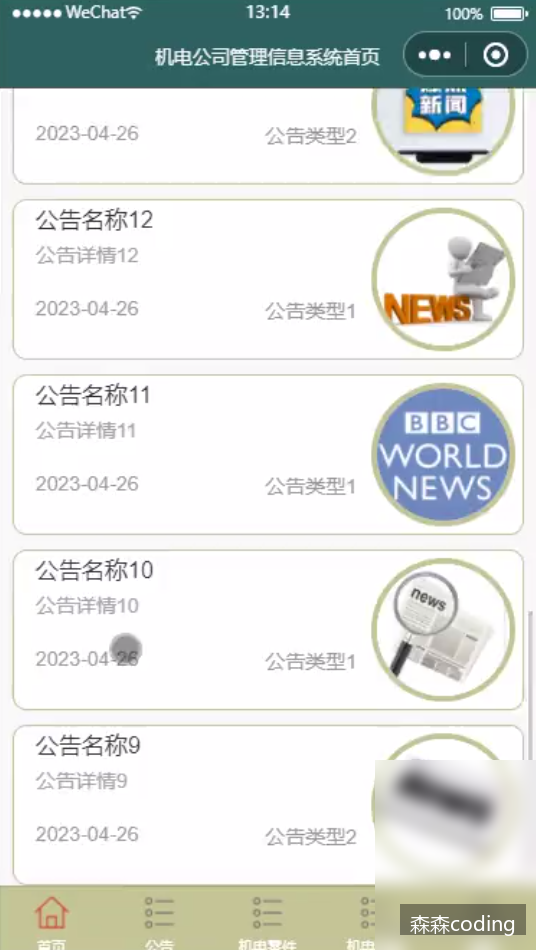 WeChat
13:14
100%
机电公司管理信息系统首页
新闻
2023-04-26
公告类型2
公告名称12
公告详情12
2023-04-26
公告类型1
NEWS
公告名称11
公告详情11
2023-04-26
公告类型1
BBC
WORLD
NEWS
公告名称10
公告详情10
2023-04-26
公告类型1
news
公告名称9
公告详情9
2023-04-26
公告类型2
首页
公告
机电零件
机电
森森coding